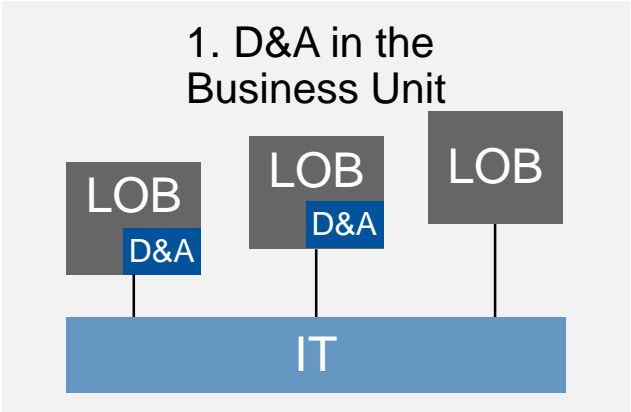 1. D&A in the
Business Unit
LOB
D&A
LOB
D&A
LOB
IT